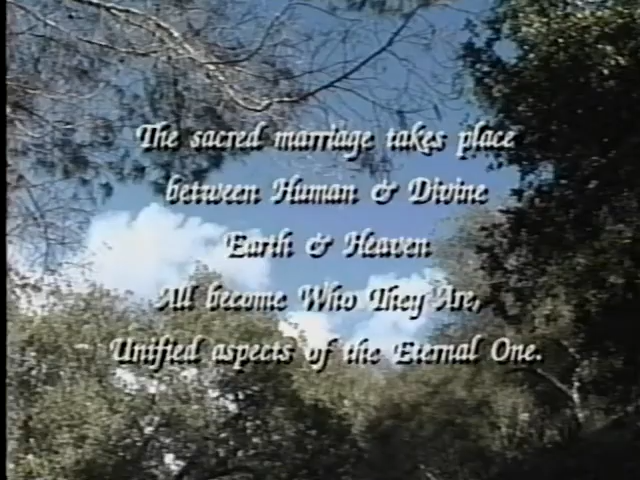 The sacred marriage takes place
between Human & Divine
Earth & Heaven
All become Who They Are,
Unified aspects of the Eternal One.